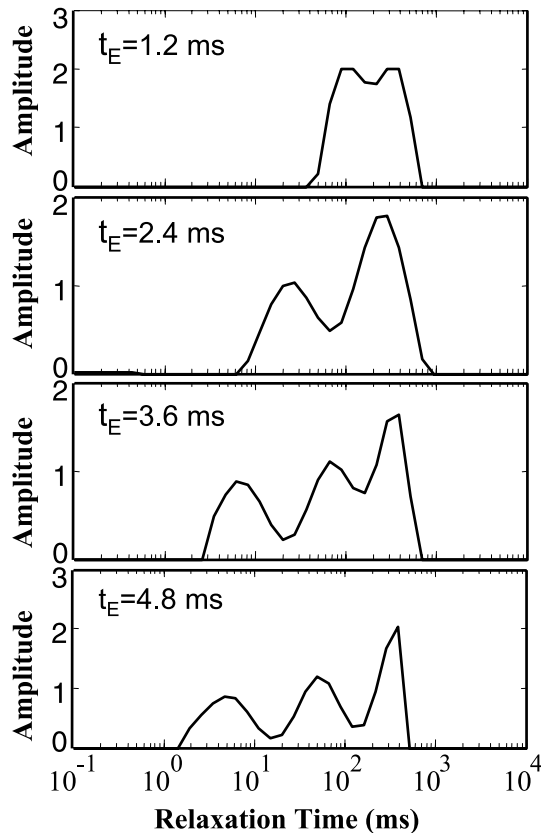 3
Amplitude
2
1
0
t_E=1.2 ms
2
Amplitude
1
0
t_E=2.4 ms
2
Amplitude
1
0
t_E=3.6 ms
3
Amplitude
2
1
0
t_E=4.8 ms
10^-1 10^0 10^1 10^2 10^3 10^4
Relaxation Time (ms)